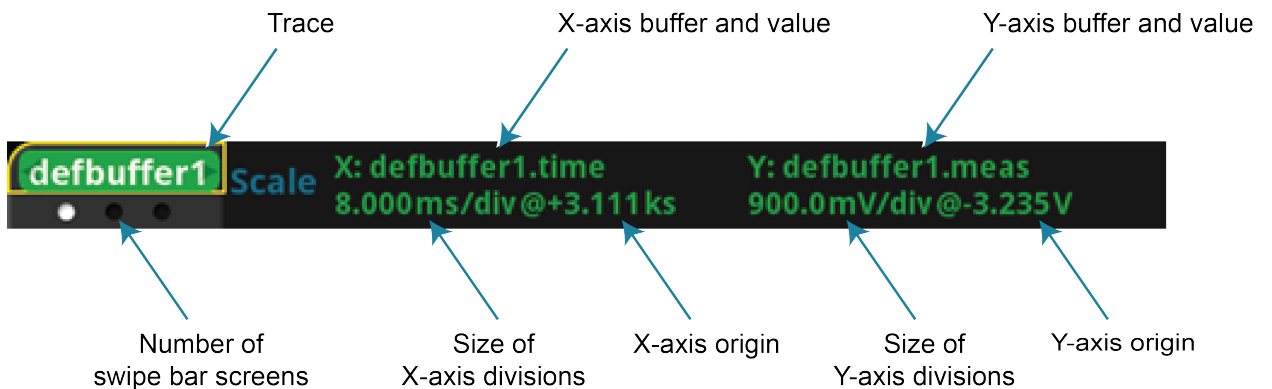 Trace
X-axis buffer and value
Y-axis buffer and value
defbuffer1
Scale
X: defbuffer1.time
8.000ms/div@+3.111ks
Y: defbuffer1.meas
900.0mV/div@-3.235V
Number of
swipe bar screens
Size of
X-axis divisions
X-axis origin
Size of
Y-axis divisions
Y-axis origin